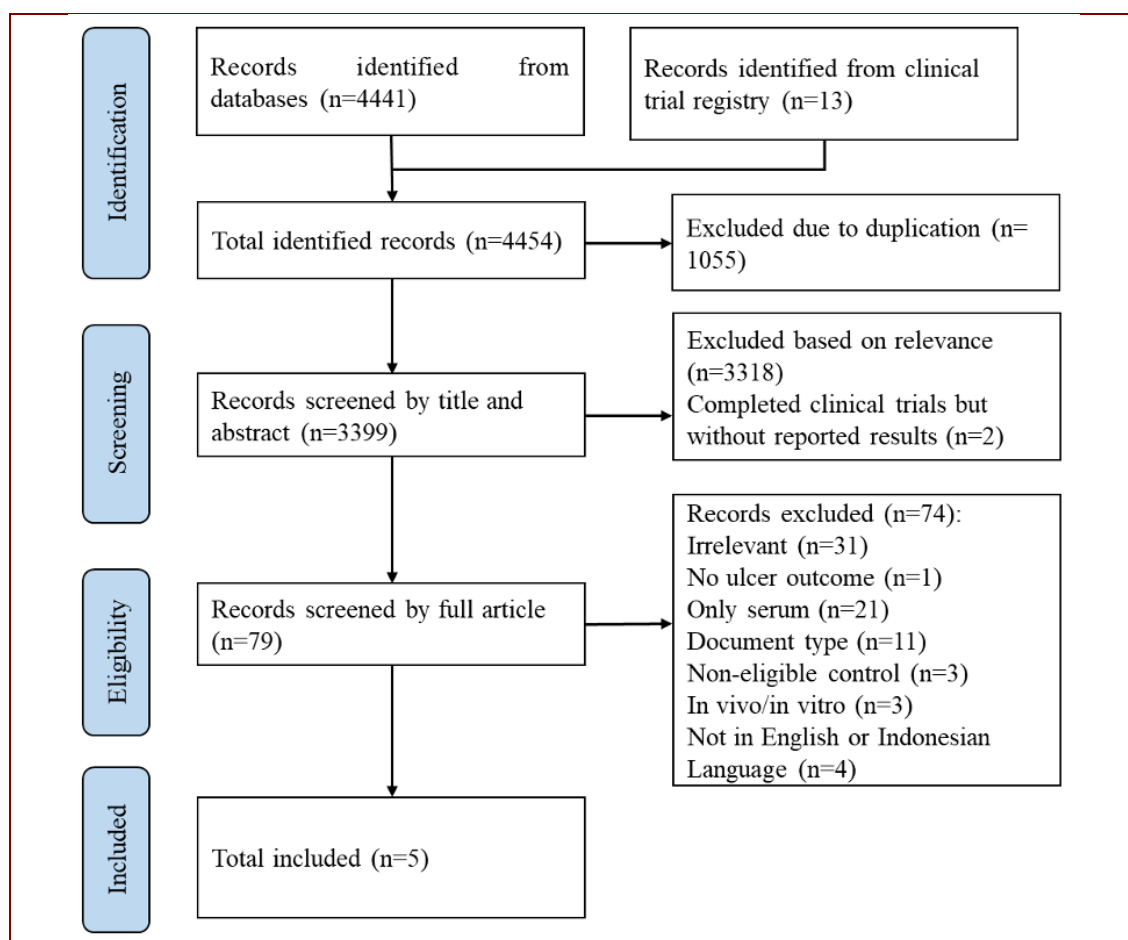 Identification
Records identified from
databases (n=4441)
Records identified from clinical
trial registry (n=13)
Total identified records (n=4454)
Excluded due to duplication (n=
1055)
Screening
Records screened by title and
abstract (n=3399)
Excluded based on relevance
(n=3318)
Completed clinical trials but
without reported results (n=2)
Eligibility
Records screened by full article
(n=79)
Records excluded (n=74):
Irrelevant (n=31)
No ulcer outcome (n=1)
Only serum (n=21)
Document type (n=11)
Non-eligible control (n=3)
In vivo/in vitro (n=3)
Not in English or Indonesian
Language (n=4)
Included
Total included (n=5)